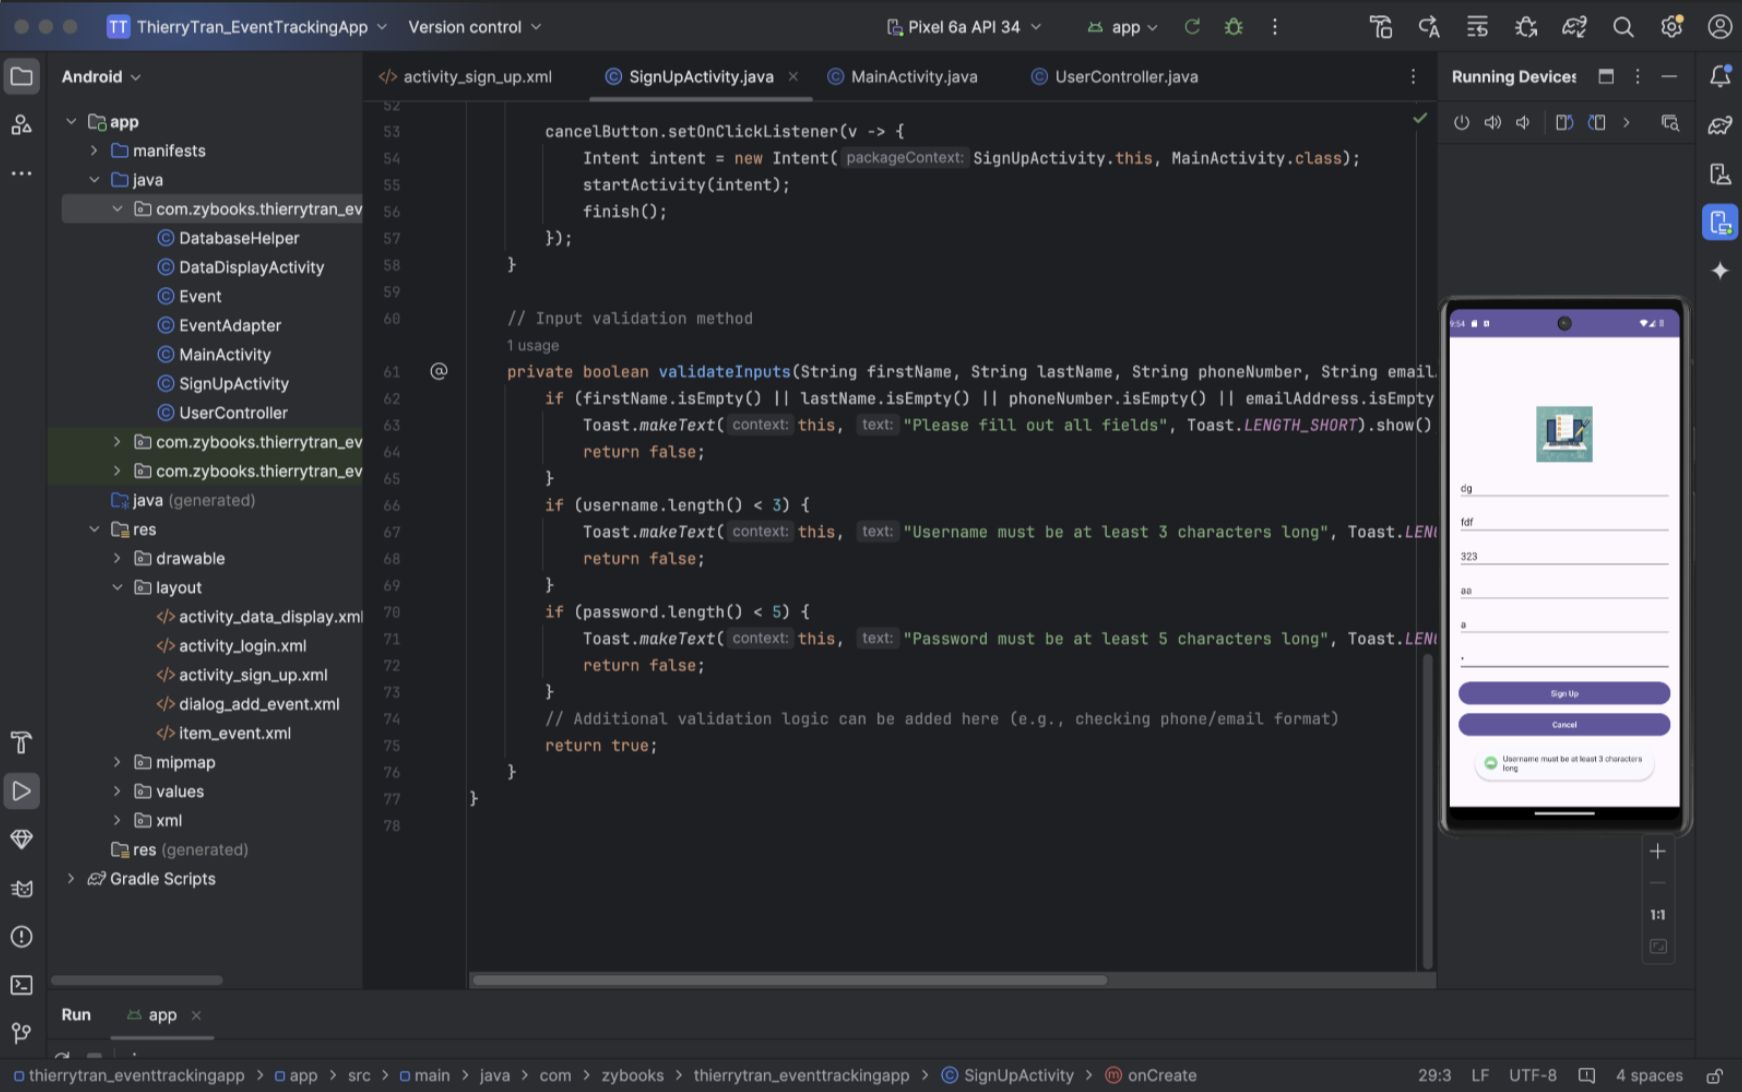 TT ThierryTran_EventTrackingApp Version control Pixel 6a API 34 app
Android
activity_sign_up.xml SignUpActivity.java MainActivity.java UserController.java
Running Devices
app
manifests
java
com.zybooks.thierrytran_ev
DatabaseHelper
DataDisplayActivity
Event
EventAdapter
MainActivity
SignUpActivity
UserController
com.zybooks.thierrytran_ev
com.zybooks.thierrytran_ev
java (generated)
res
drawable
layout
activity_data_display.xml
activity_login.xml
activity_sign_up.xml
dialog_add_event.xml
item_event.xml
mipmap
values
xml
res (generated)
Gradle Scripts
52
53 cancelButton.setOnClickListener(v -> {
54 Intent intent = new Intent( packageContext: SignUpActivity.this, MainActivity.class);
55 startActivity(intent);
56 finish();
57 });
58 }
59
60 // Input validation method
1 usage
61 @ private boolean validateInputs(String firstName, String lastName, String phoneNumber, String email
62 if (firstName.isEmpty() || lastName.isEmpty() || phoneNumber.isEmpty() || emailAddress.isEmpty
63 Toast.makeText( context: this, text: "Please fill out all fields", Toast.LENGTH_SHORT).show()
64 return false;
65 }
66 if (username.length() < 3) {
67 Toast.makeText( context: this, text: "Username must be at least 3 characters long", Toast.LENG
68 return false;
69 }
70 if (password.length() < 5) {
71 Toast.makeText( context: this, text: "Password must be at least 5 characters long", Toast.LENG
72 return false;
73 }
74 // Additional validation logic can be added here (e.g., checking phone/email format)
75 return true;
76 }
77 }
78
9:54
dg
fdf
323
aa
a
Sign Up
Cancel
Username must be at least 3 characters
long
1:1
Run app
thierrytran_eventtrackingapp > app > src > main > java > com > zybooks > thierrytran_eventtrackingapp > SignUpActivity > onCreate
29:3 LF UTF-8 4 spaces